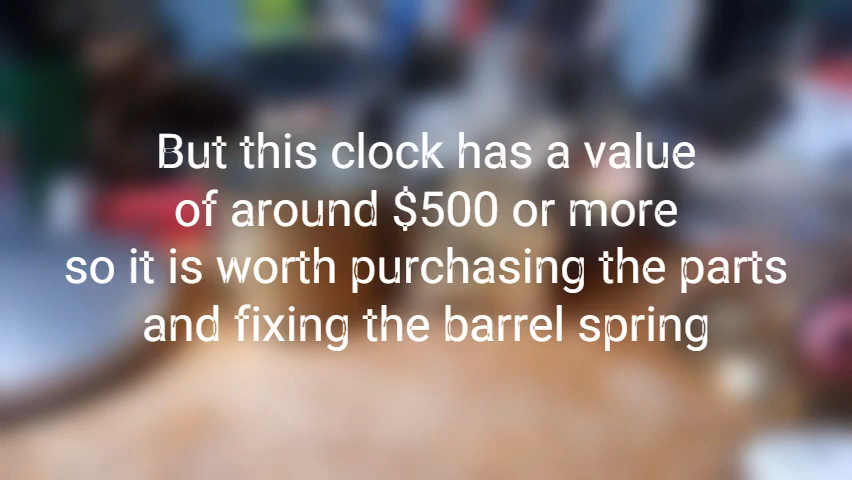 But this clock has a value
of around $500 or more
so it is worth purchasing the parts
and fixing the barrel spring